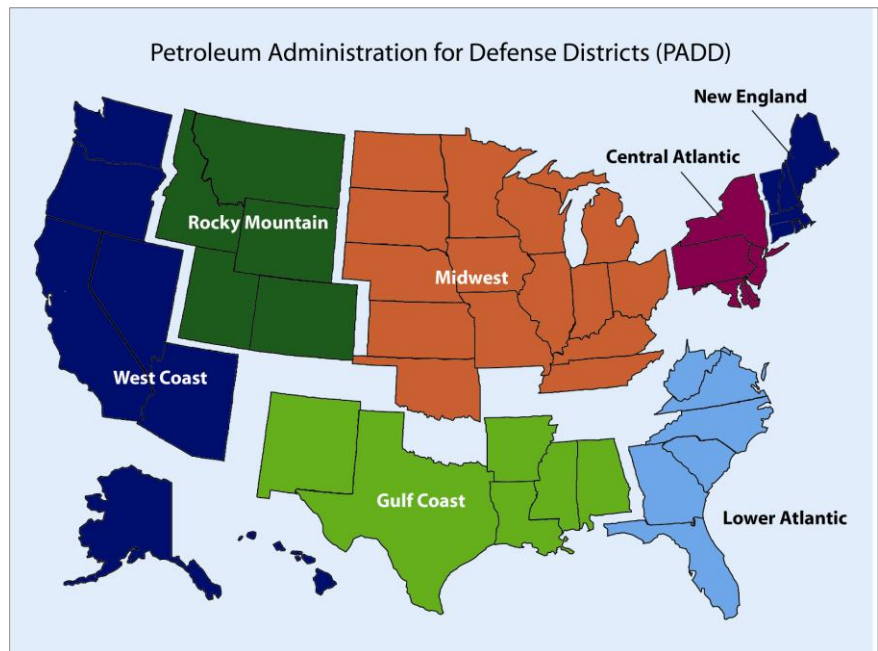 Petroleum Administration for Defense Districts (PADD)
New England
Central Atlantic
Rocky Mountain
Midwest
West Coast
Gulf Coast
Lower Atlantic